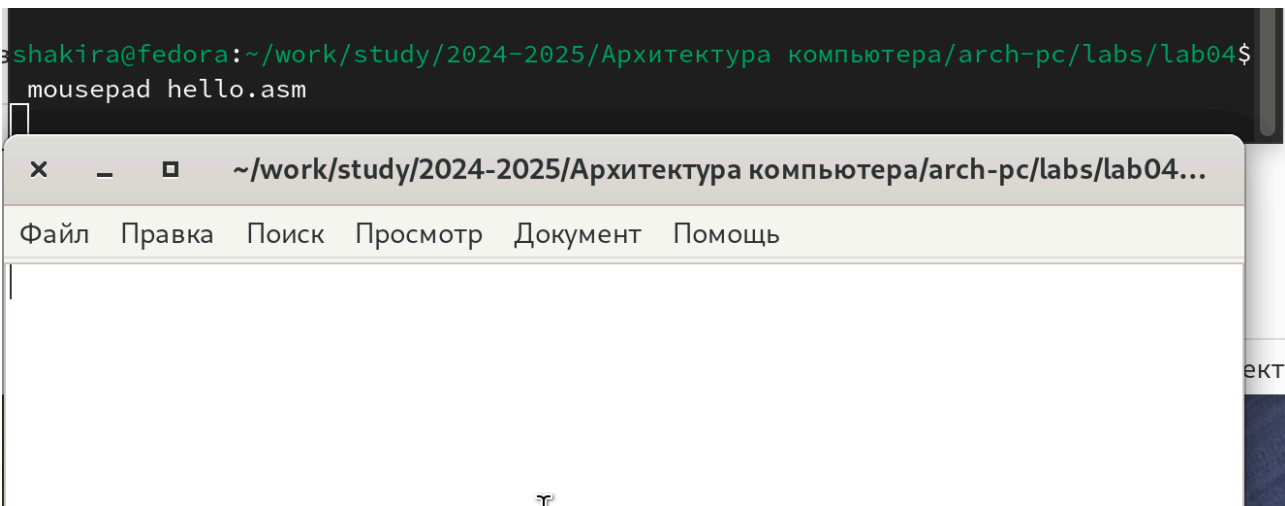 shakira@fedora:~/work/study/2024-2025/Архитектура компьютера/arch-pc/labs/lab04$
mousepad hello.asm
~/work/study/2024-2025/Архитектура компьютера/arch-pc/labs/lab04...
Файл Правка Поиск Просмотр Документ Помощь
ект